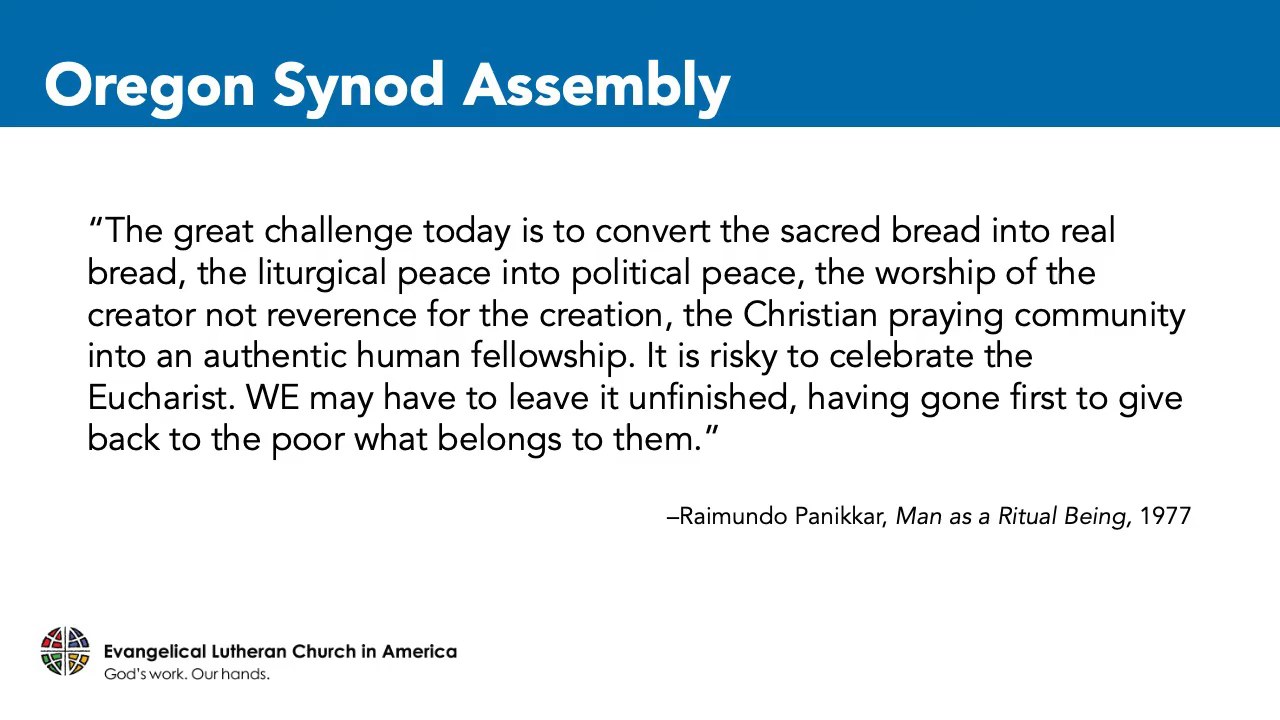 Oregon Synod Assembly
“The great challenge today is to convert the sacred bread into real
bread, the liturgical peace into political peace, the worship of the
creator not reverence for the creation, the Christian praying community
into an authentic human fellowship. It is risky to celebrate the
Eucharist. WE may have to leave it unfinished, having gone first to give
back to the poor what belongs to them.”
–Raimundo Panikkar, Man as a Ritual Being, 1977
Evangelical Lutheran Church in America
God's work. Our hands.